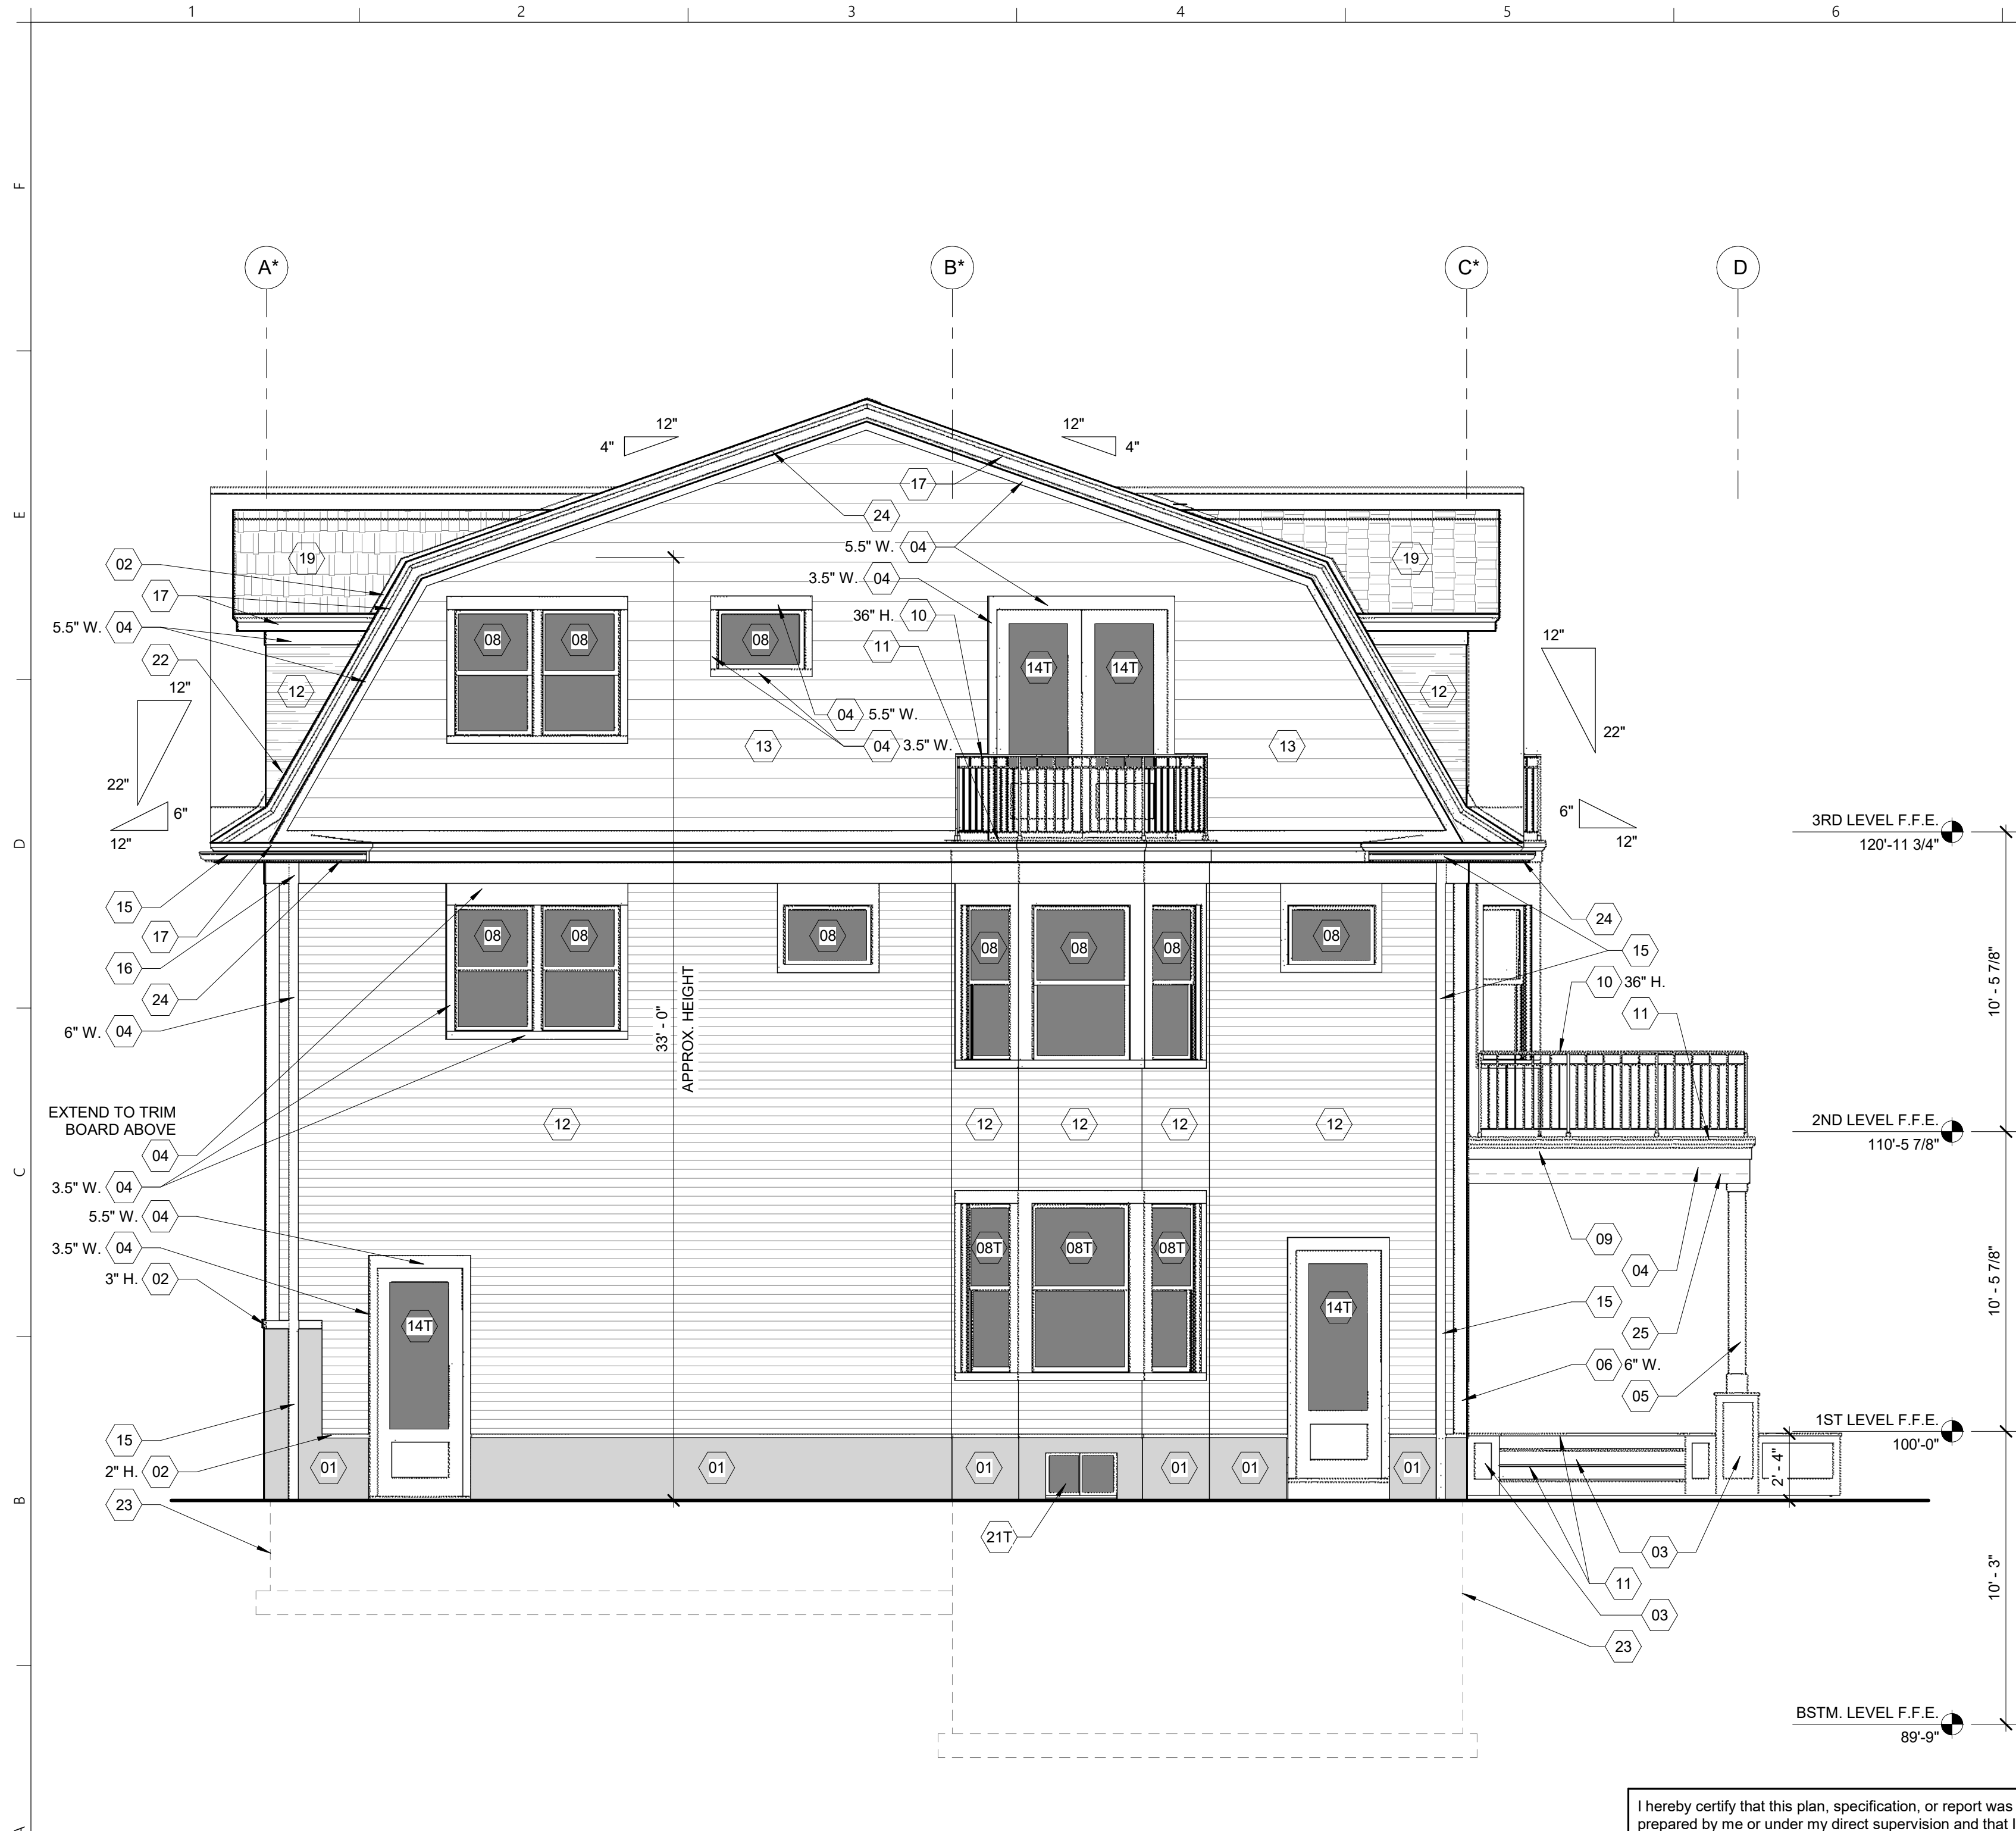 1 2 3 4 5 6
F
E
D
C
B
A
A* B* C* D
12" 12"
4" 4"
17
24
02 19 5.5" W. 04 19
17 3.5" W. 04
5.5" W. 04 08 08 08 36" H. 10 12"
22 11 14T 14T
12" 12 12
04 5.5" W.
13 04 3.5" W. 13 22"
22"
6" 6"
12" 12"
3RD LEVEL F.F.E.
120'-11 3/4"
15 24
17 08 08 08 08 08 08 08 15
16
24 10 36" H.
6" W. 04 11
33' - 0"
APPROX. HEIGHT
10' - 5 7/8"
EXTEND TO TRIM
BOARD ABOVE
12 12 12 12 12
2ND LEVEL F.F.E.
110'-5 7/8"
04
3.5" W. 04
5.5" W. 04
3.5" W. 04 08T 08T 08T 09
3" H. 02 04
10' - 5 7/8"
14T 14T 15
25
06 6" W.
05
1ST LEVEL F.F.E.
100'-0"
15
2" H. 02 01 01 01 01 01 01 2' - 4"
23
21T 03
11
03
10' - 3"
23
BSTM. LEVEL F.F.E.
89'-9"
I hereby certify that this plan, specification, or report was
prepared by me or under my direct supervision and that I